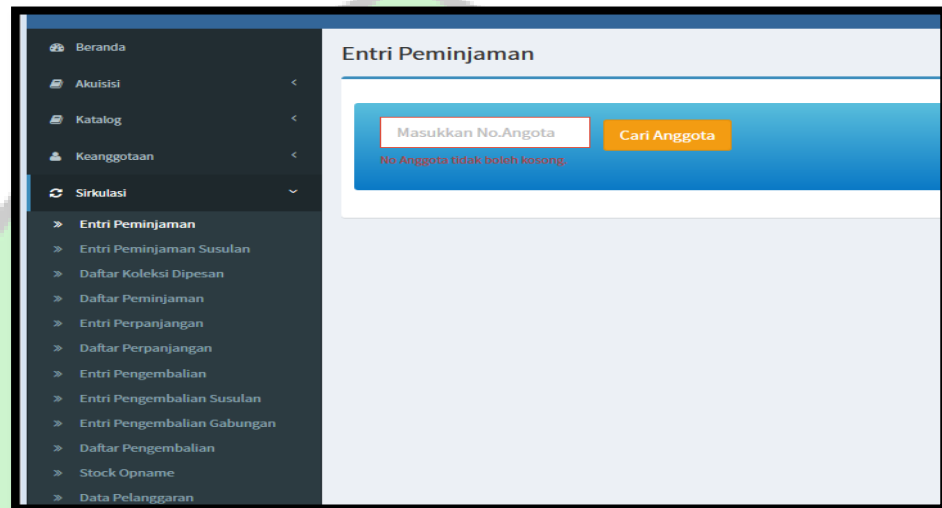 Beranda
Akuisisi
Katalog
Keanggotaan
Sirkulasi
Entri Peminjaman
Entri Peminjaman Susulan
Daftar Koleksi Dipesan
Daftar Peminjaman
Entri Perpanjangan
Daftar Perpanjangan
Entri Pengembalian
Entri Pengembalian Susulan
Entri Pengembalian Gabungan
Daftar Pengembalian
Stock Opname
Data Pelanggaran
Entri Peminjaman
Masukkan No.Angota
Cari Anggota
No Anggota tidak boleh kosong.